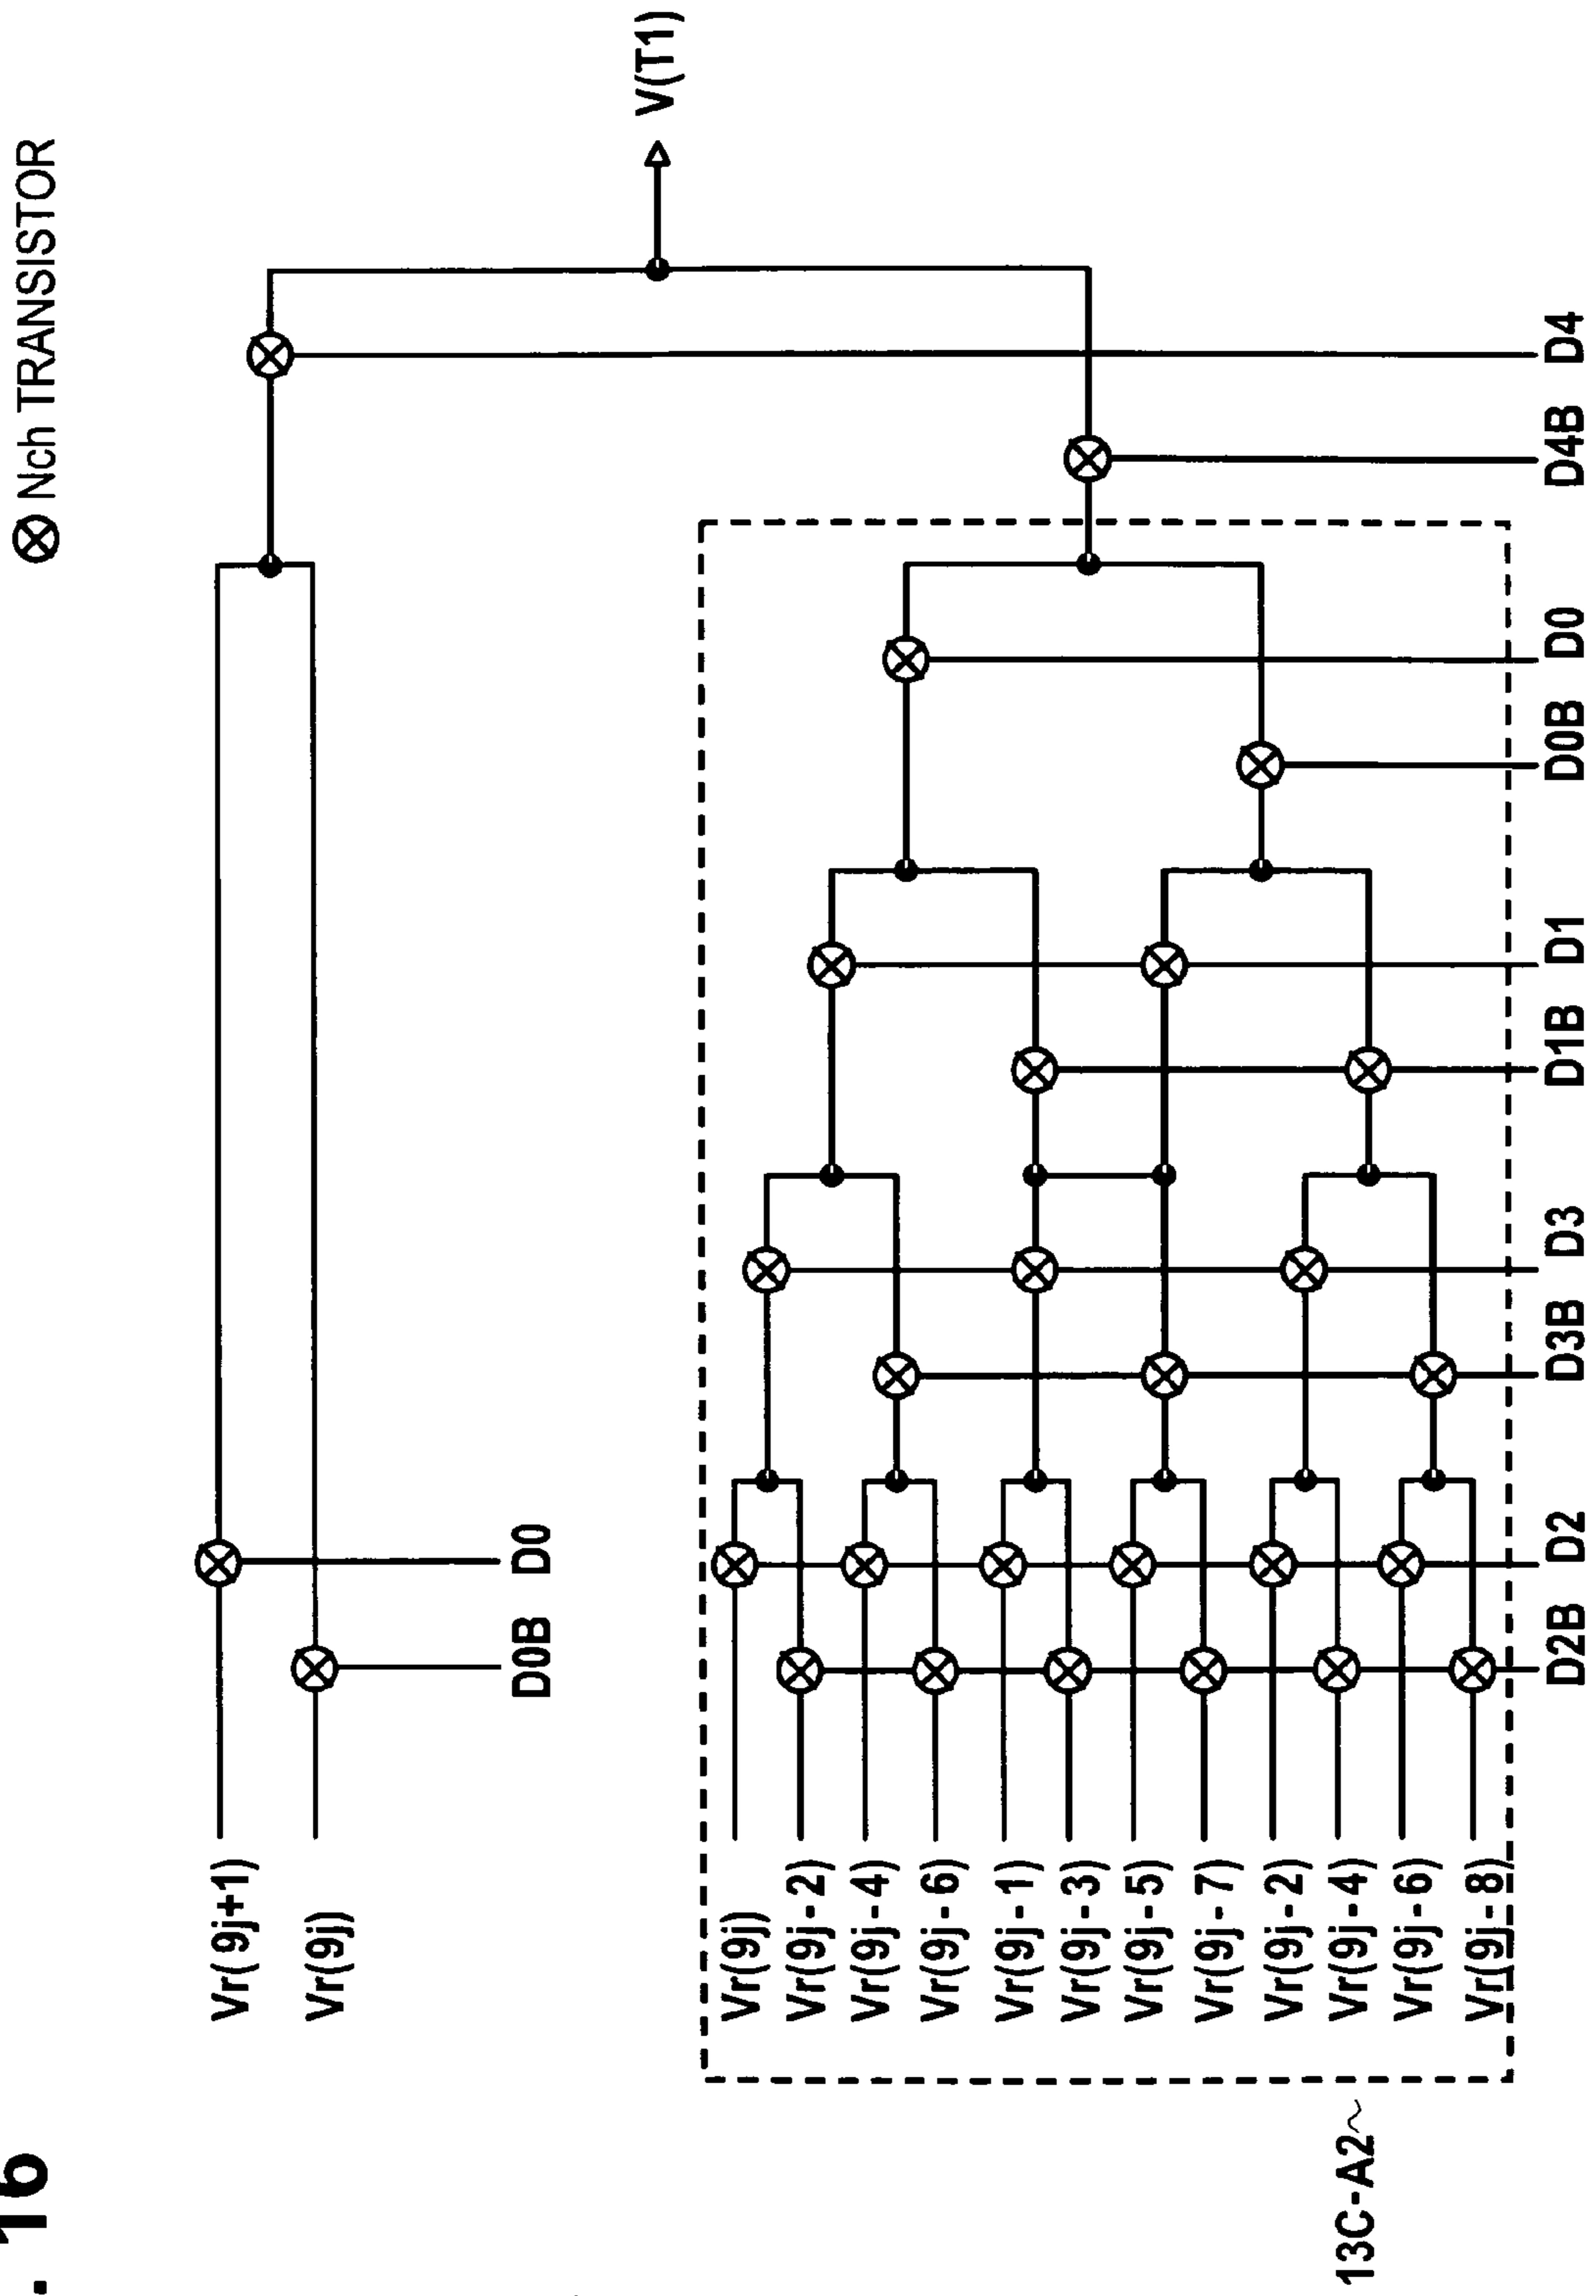 . 16
Nch TRANSISTOR
Vr(9j+1)
Vr(9j)
D0B
D0
V(T1)
Vr(9j)
Vr(9j-2)
Vr(9j-4)
Vr(9j-6)
Vr(9j-1)
Vr(9j-3)
Vr(9j-5)
Vr(9j-7)
Vr(9j-2)
Vr(9j-4)
Vr(9j-6)
Vr(9j-8)
13C-A2
D2B
D2
D3B
D3
D1B
D1
D0B
D0
D4B
D4